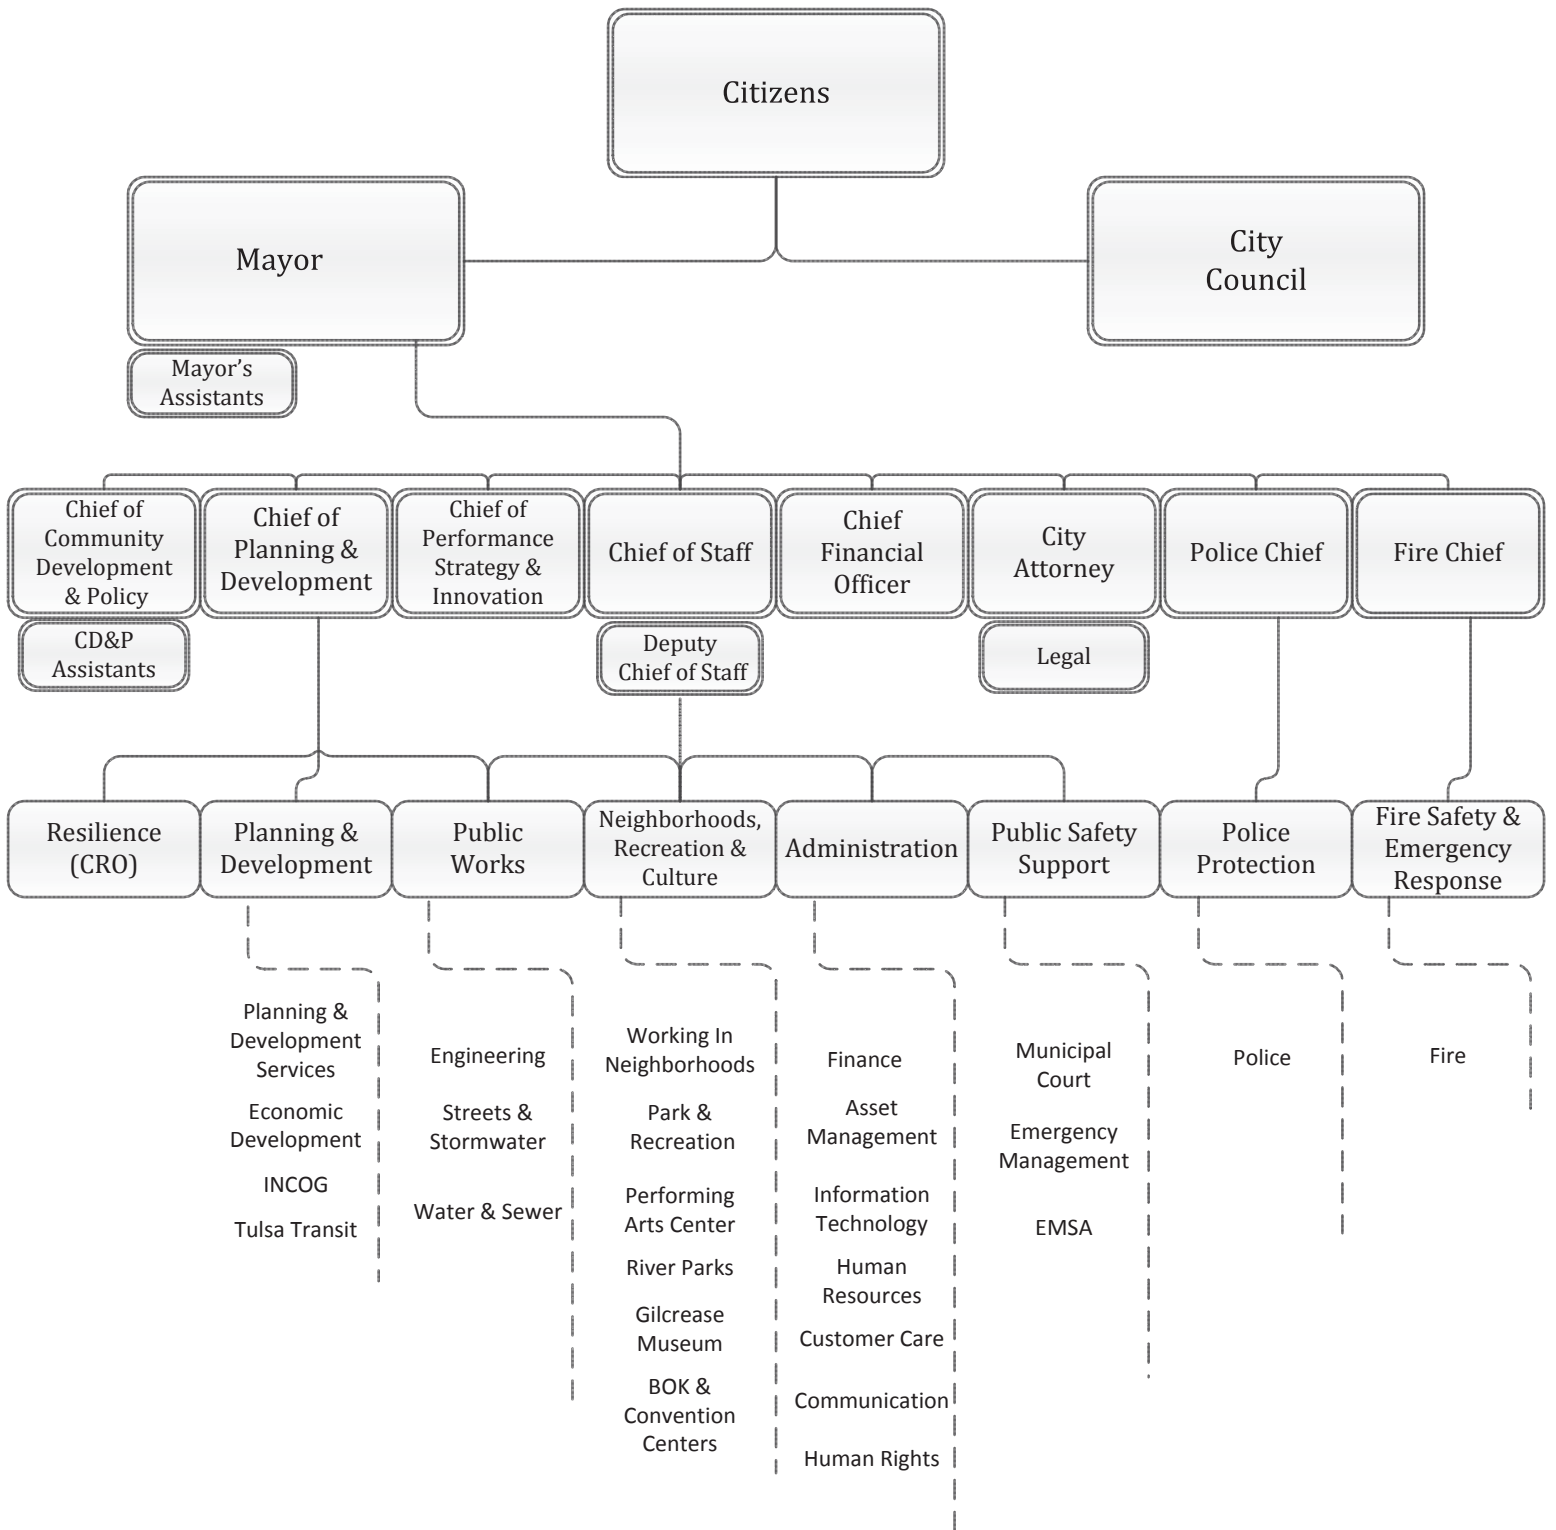 Citizens
Mayor
City
Council
Mayor’s
Assistants
Chief of
Community
Development
& Policy
Chief of
Planning &
Development
Chief of
Performance
Strategy &
Innovation
Chief of Staff
Chief
Financial
Officer
City
Attorney
Police Chief
Fire Chief
CD&P
Assistants
Deputy
Chief of Staff
Legal
Resilience
(CRO)
Planning &
Development
Public
Works
Neighborhoods,
Recreation &
Culture
Administration
Public Safety
Support
Police
Protection
Fire Safety &
Emergency
Response
Planning &
Development
Services
Economic
Development
INCOG
Tulsa Transit
Engineering
Streets &
Stormwater
Water & Sewer
Working In
Neighborhoods
Park &
Recreation
Performing
Arts Center
River Parks
Gilcrease
Museum
BOK &
Convention
Centers
Finance
Asset
Management
Information
Technology
Human
Resources
Customer Care
Communication
Human Rights
Municipal
Court
Emergency
Management
EMSA
Police
Fire